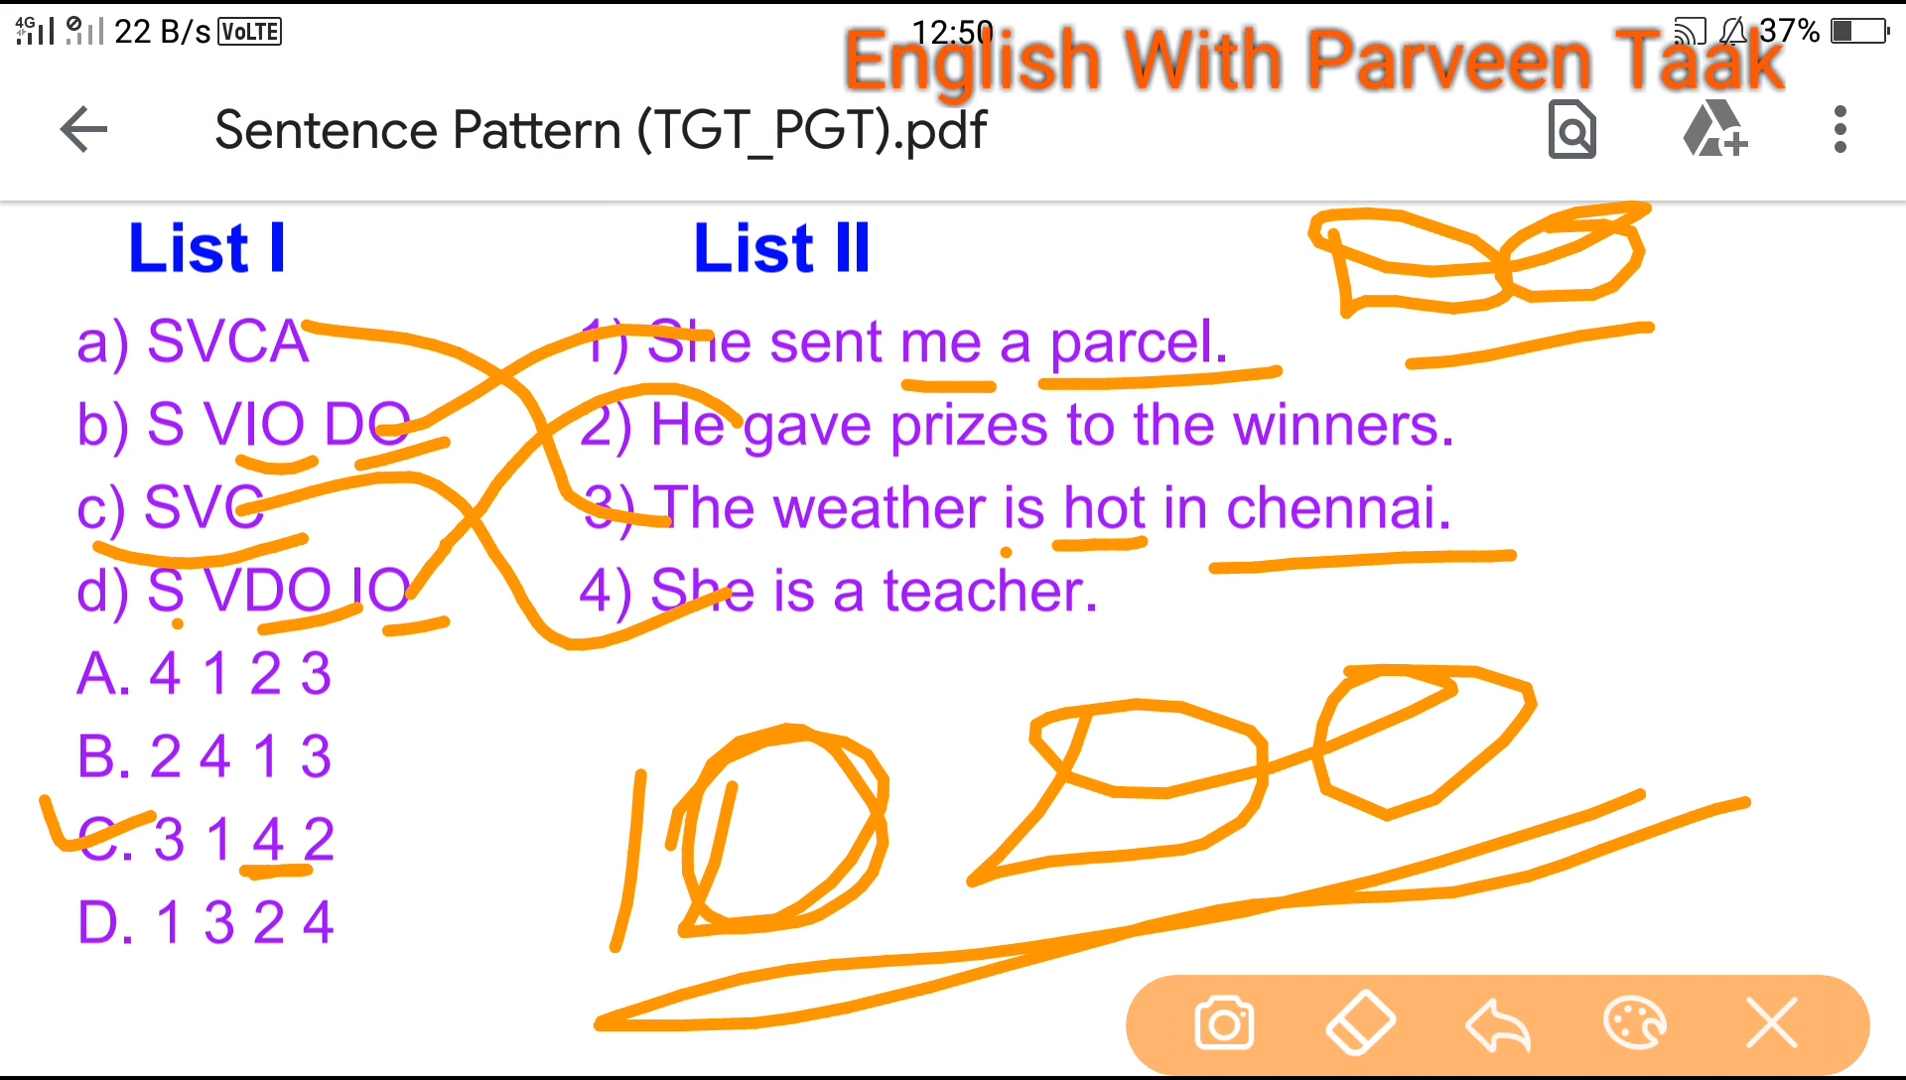 4G 22 B/s VoLTE 12:50 37%
English With Parveen Taak
Sentence Pattern (TGT_PGT).pdf
List I List II
a) SVCA 1) She sent me a parcel.
b) S VIO DO 2) He gave prizes to the winners.
c) SVC 3) The weather is hot in chennai.
d) S VDO IO 4) She is a teacher.
A. 4 1 2 3
B. 2 4 1 3
C. 3 1 4 2
D. 1 3 2 4
IO DO